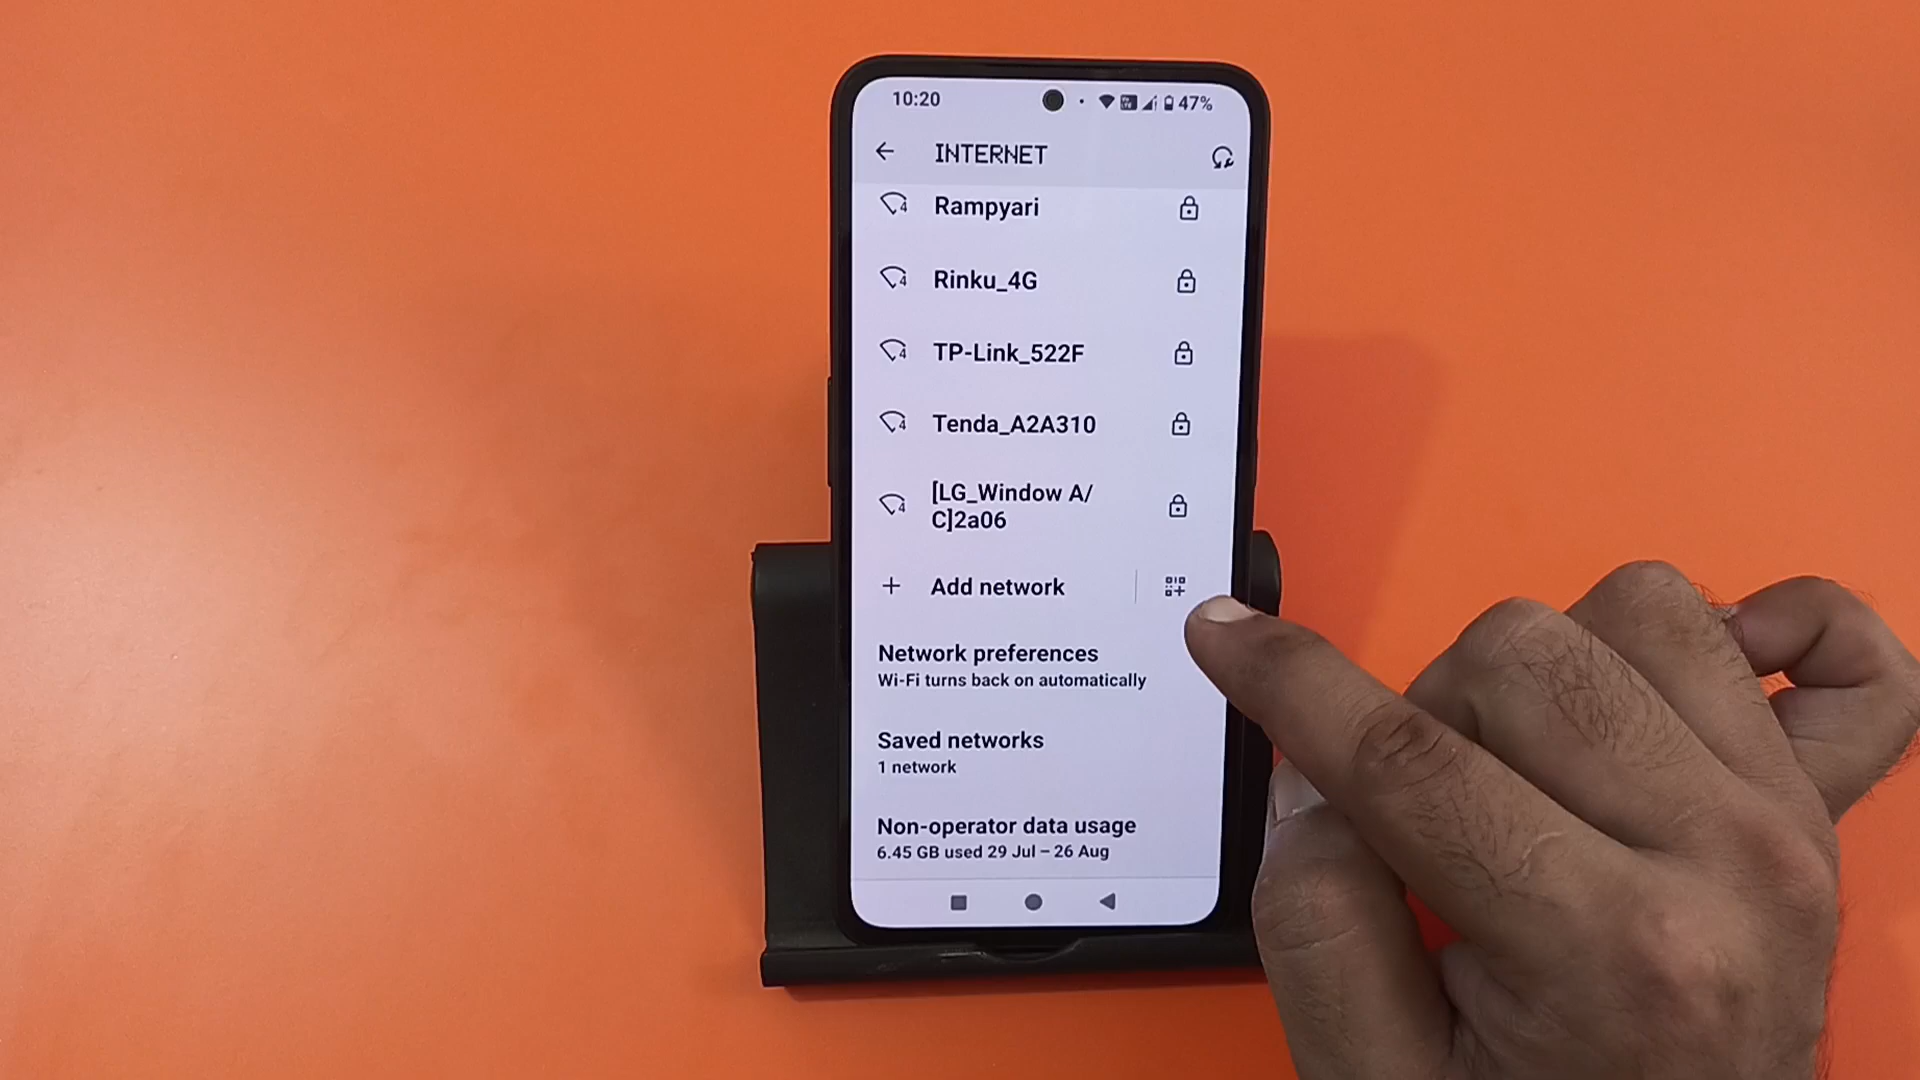 10:20
47%
INTERNET
Rampyari
Rinku_4G
TP-Link_522F
Tenda_A2A310
[LG_Window A/
C]2a06
Add network
Network preferences
Wi-Fi turns back on automatically
Saved networks
1 network
Non-operator data usage
6.45 GB used 29 Jul – 26 Aug